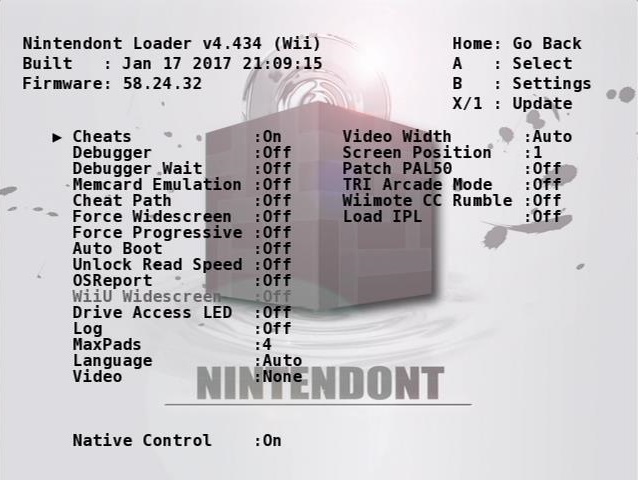 Nintendont Loader v4.434 (Wii) Home: Go Back
Built   : Jan 17 2017 21:09:15 A   : Select
Firmware: 58.24.32 B   : Settings
X/1 : Update
▶ Cheats :On Video Width :Auto
Debugger :Off Screen Position :1
Debugger Wait :Off Patch PAL50 :Off
Memcard Emulation :Off TRI Arcade Mode :Off
Cheat Path :Off Wiimote CC Rumble :Off
Force Widescreen :Off Load IPL :Off
Force Progressive :Off
Auto Boot :Off
Unlock Read Speed :Off
OSReport :Off
WiiU Widescreen :Off
Drive Access LED :Off
Log :Off
MaxPads :4
Language :Auto
Video :None
NINTENDONT
Native Control :On